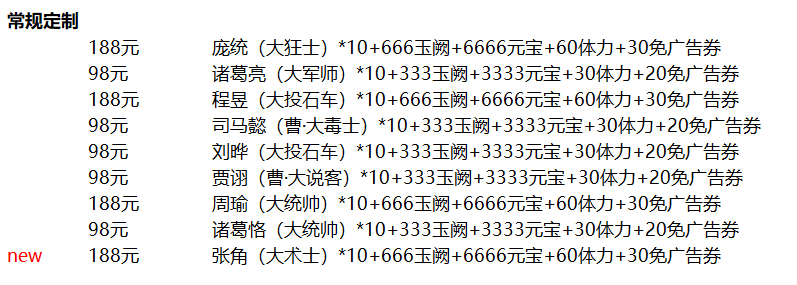 常规定制
188元 庞统（大狂士）*10+666玉阙+6666元宝+60体力+30免广告券
98元 诸葛亮（大军师）*10+333玉阙+3333元宝+30体力+20免广告券
188元 程昱（大投石车）*10+666玉阙+6666元宝+60体力+30免广告券
98元 司马懿（曹·大毒士）*10+333玉阙+3333元宝+30体力+20免广告券
98元 刘晔（大投石车）*10+333玉阙+3333元宝+30体力+20免广告券
98元 贾诩（曹·大说客）*10+333玉阙+3333元宝+30体力+20免广告券
188元 周瑜（大统帅）*10+666玉阙+6666元宝+60体力+30免广告券
98元 诸葛恪（大统帅）*10+333玉阙+3333元宝+30体力+20免广告券
new 188元 张角（大术士）*10+666玉阙+6666元宝+60体力+30免广告券